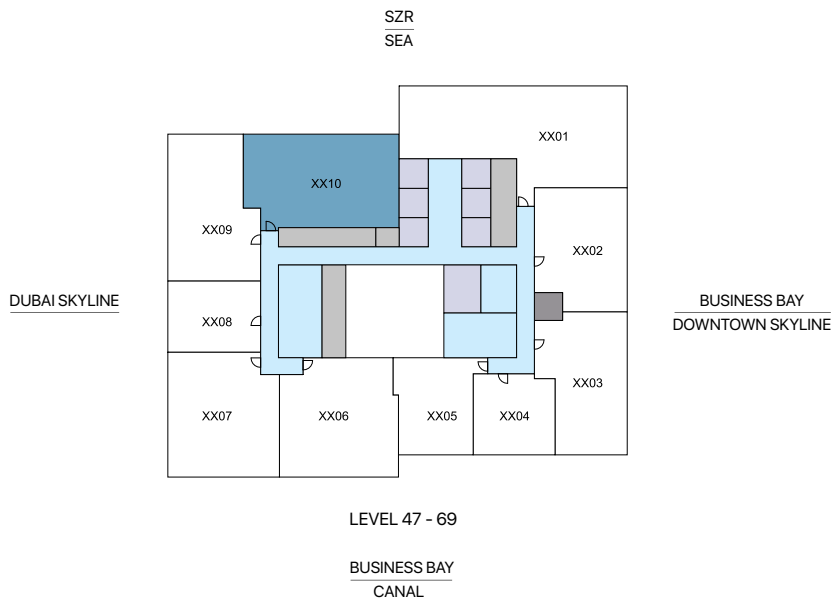 SZR
SEA
XX01
XX10
XX09
XX02
DUBAI SKYLINE
BUSINESS BAY
DOWNTOWN SKYLINE
XX08
XX03
XX07
XX06
XX05
XX04
LEVEL 47 - 69
BUSINESS BAY
CANAL